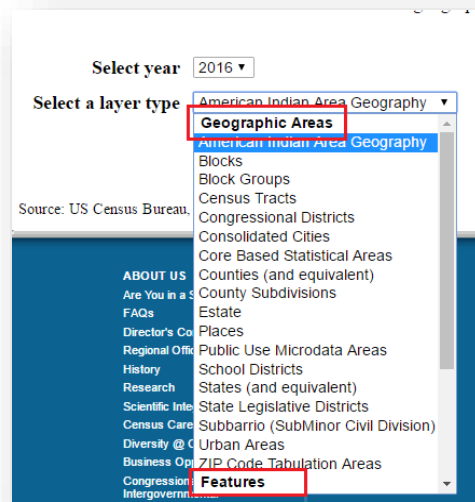 Select year 2016
Select a layer type American Indian Area Geography
Geographic Areas
American Indian Area Geography
Blocks
Block Groups
Census Tracts
Congressional Districts
Consolidated Cities
Core Based Statistical Areas
Counties (and equivalent)
County Subdivisions
Estate
Places
Public Use Microdata Areas
School Districts
States (and equivalent)
State Legislative Districts
Subbarrio (SubMinor Civil Division)
Urban Areas
ZIP Code Tabulation Areas
Features
Source: US Census Bureau,
ABOUT US
Are You in a S
FAQs
Director's Co
Regional Offic
History
Research
Scientific Inte
Census Care
Diversity @ C
Business Opp
Congression
Intergovernmental